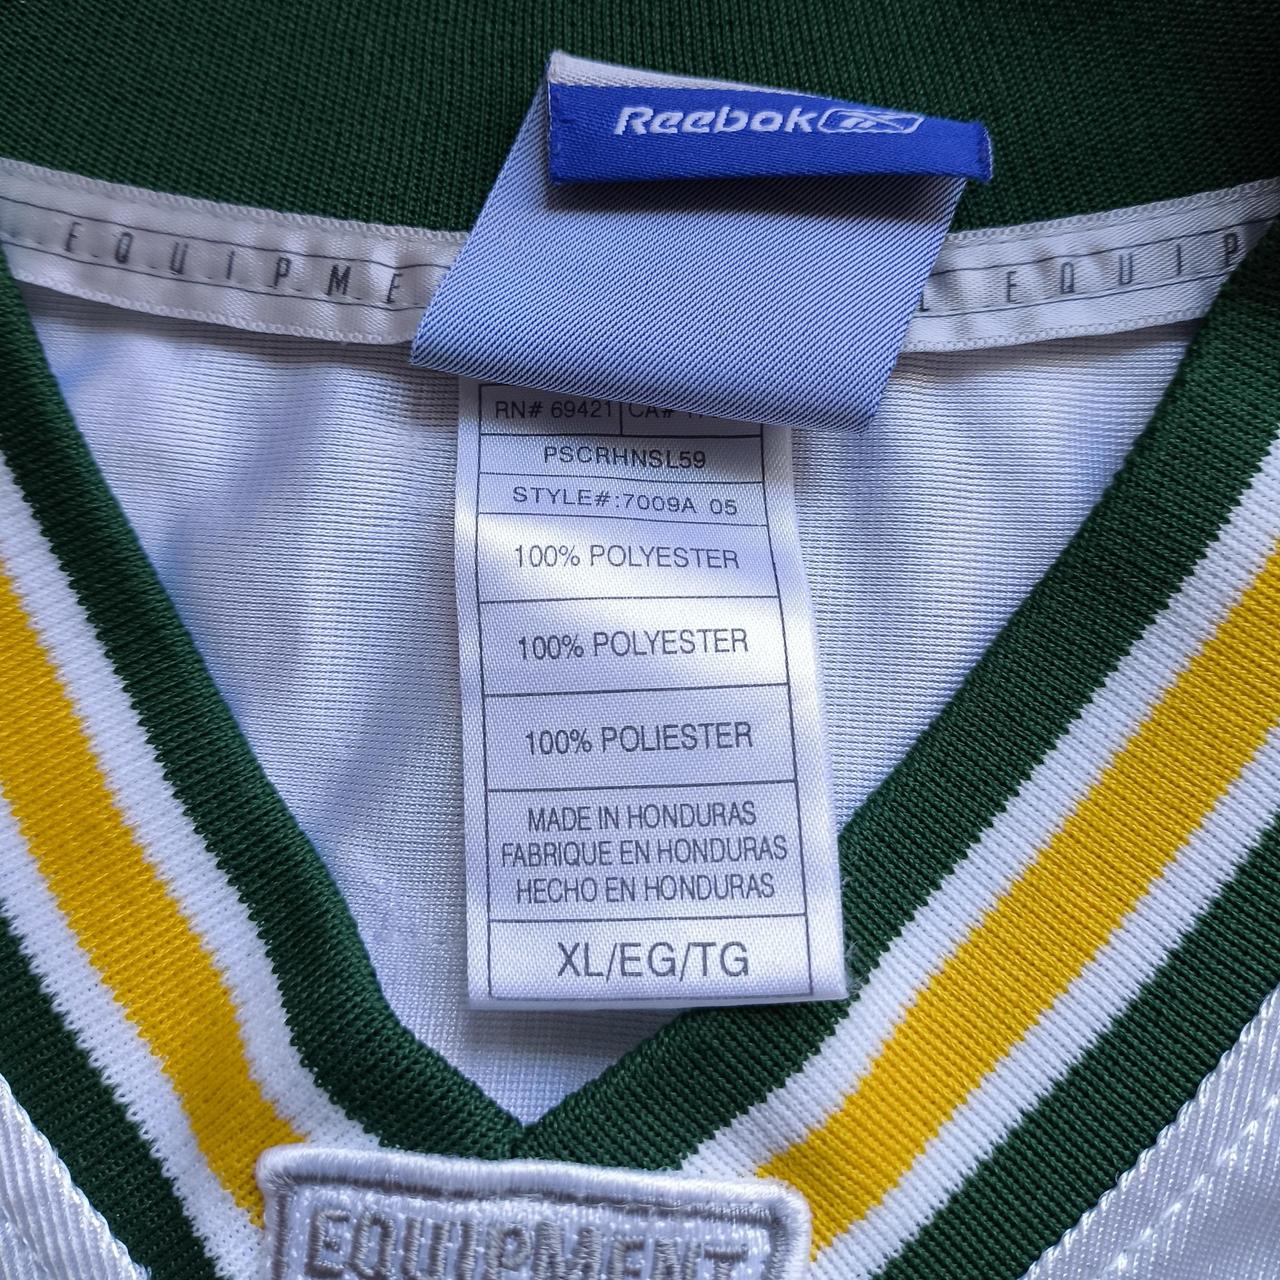 Reebok
EQUIPME
EQUIP
RN# 69421 CA#
PSCRHNSL59
STYLE#:7009A 05
100% POLYESTER
100% POLYESTER
100% POLIESTER
MADE IN HONDURAS
FABRIQUE EN HONDURAS
HECHO EN HONDURAS
XL/EG/TG
EQUIPMENT